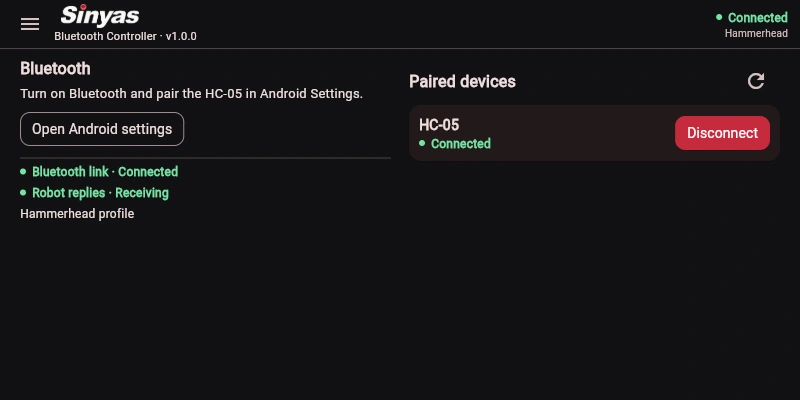 Sinyas
Bluetooth Controller · v1.0.0
Connected
Hammerhead
Bluetooth
Turn on Bluetooth and pair the HC-05 in Android Settings.
Open Android settings
Bluetooth link · Connected
Robot replies · Receiving
Hammerhead profile
Paired devices
HC-05
Connected
Disconnect